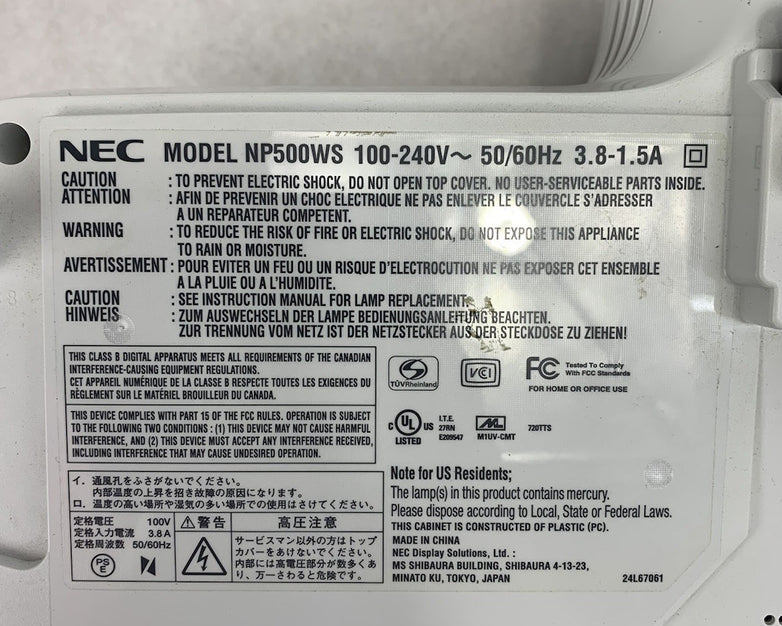 NEC MODEL NP500WS 100-240V～ 50/60Hz 3.8-1.5A
CAUTION : TO PREVENT ELECTRIC SHOCK, DO NOT OPEN TOP COVER. NO USER-SERVICEABLE PARTS INSIDE.
ATTENTION : AFIN DE PREVENIR UN CHOC ELECTRIQUE NE PAS ENLEVER LE COUVERCLE S'ADRESSER
A UN REPARATEUR COMPETENT.
WARNING : TO REDUCE THE RISK OF FIRE OR ELECTRIC SHOCK, DO NOT EXPOSE THIS APPLIANCE
TO RAIN OR MOISTURE.
AVERTISSEMENT : POUR EVITER UN FEU OU UN RISQUE D'ELECTROCUTION NE PAS EXPOSER CET ENSEMBLE
A LA PLUIE OU A L'HUMIDITE.
CAUTION : SEE INSTRUCTION MANUAL FOR LAMP REPLACEMENT.
HINWEIS : ZUM AUSWECHSELN DER LAMPE BEDIENUNGSANLEITUNG BEACHTEN.
ZUR TRENNUNG VOM NETZ IST DER NETZSTECKER AUS DER STECKDOSE ZU ZIEHEN!
THIS CLASS B DIGITAL APPARATUS MEETS ALL REQUIREMENTS OF THE CANADIAN
INTERFERENCE-CAUSING EQUIPMENT REGULATIONS.
CET APPAREIL NUMÉRIQUE DE LA CLASSE B RESPECTE TOUTES LES EXIGENCES DU
RÈGLEMENT SUR LE MATÉRIEL BROUILLEUR DU CANADA.
THIS DEVICE COMPLIES WITH PART 15 OF THE FCC RULES. OPERATION IS SUBJECT
TO THE FOLLOWING TWO CONDITIONS : (1) THIS DEVICE MAY NOT CAUSE HARMFUL
INTERFERENCE, AND (2) THIS DEVICE MUST ACCEPT ANY INTERFERENCE RECEIVED,
INCLUDING INTERFERENCE THAT MAY CAUSE UNDESIRED OPERATION.
TÜVRheinland
VCI
FC Tested To Comply
With FCC Standards
FOR HOME OR OFFICE USE
C UL US
LISTED
I.T.E.
27RN
E209547
M1UV-CMT
720TTS
イ. 通風孔をふさがないでください。
内部温度の上昇を招き故障の原因になります。
ロ. 温度の高い場所や湿気の多い場所での使用はさけてください。
定格電圧 100V
定格入力電流 3.8A
定格周波数 50/60Hz
PS
E
⚠警告 高圧注意
サービスマン以外の方はトップ
カバーをあけないでください。
内部には高電圧部分が数多くあ
り、万一さわると危険です。
Note for US Residents;
The lamp(s) in this product contains mercury.
Please dispose according to Local, State or Federal Laws.
THIS CABINET IS CONSTRUCTED OF PLASTIC (PC).
MADE IN CHINA
NEC Display Solutions, Ltd. :
MS SHIBAURA BUILDING, SHIBAURA 4-13-23,
MINATO KU, TOKYO, JAPAN
24L67061